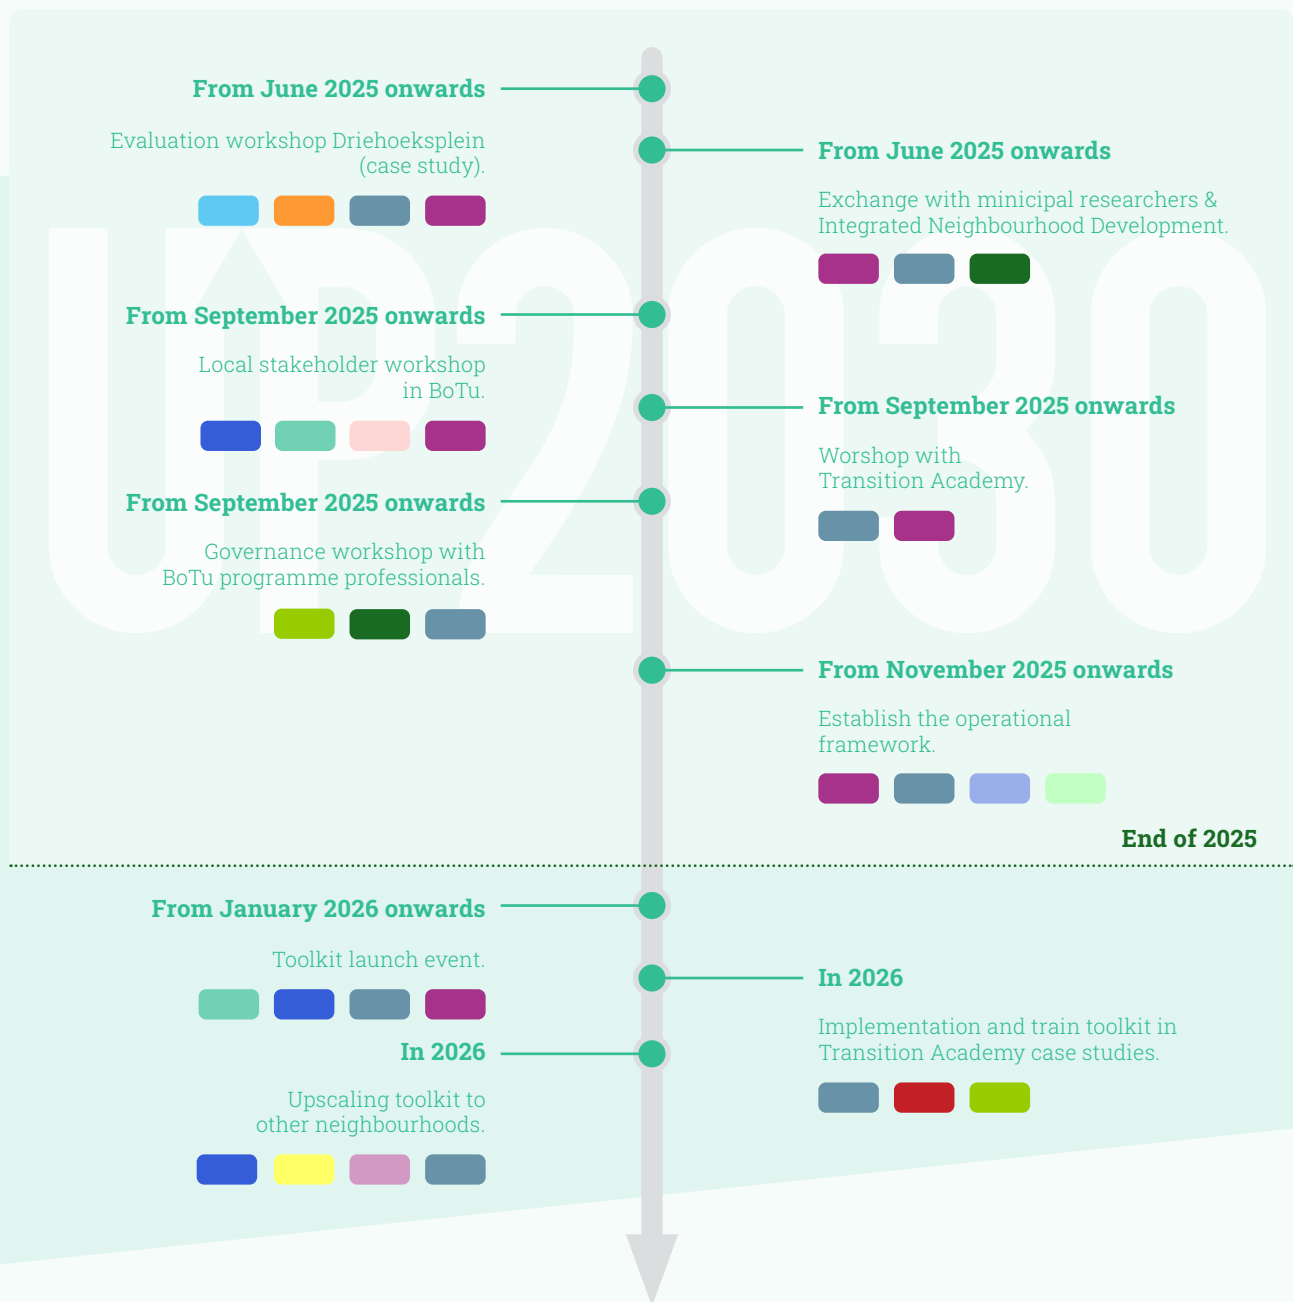 From June 2025 onwards
Evaluation workshop Driehoeksplein
(case study).
From June 2025 onwards
Exchange with minicipal researchers &
Integrated Neighbourhood Development.
UP2030
From September 2025 onwards
Local stakeholder workshop
in BoTu.
From September 2025 onwards
Worshop with
Transition Academy.
From September 2025 onwards
Governance workshop with
BoTu programme professionals.
From November 2025 onwards
Establish the operational
framework.
End of 2025
From January 2026 onwards
Toolkit launch event.
In 2026
Implementation and train toolkit in
Transition Academy case studies.
In 2026
Upscaling toolkit to
other neighbourhoods.